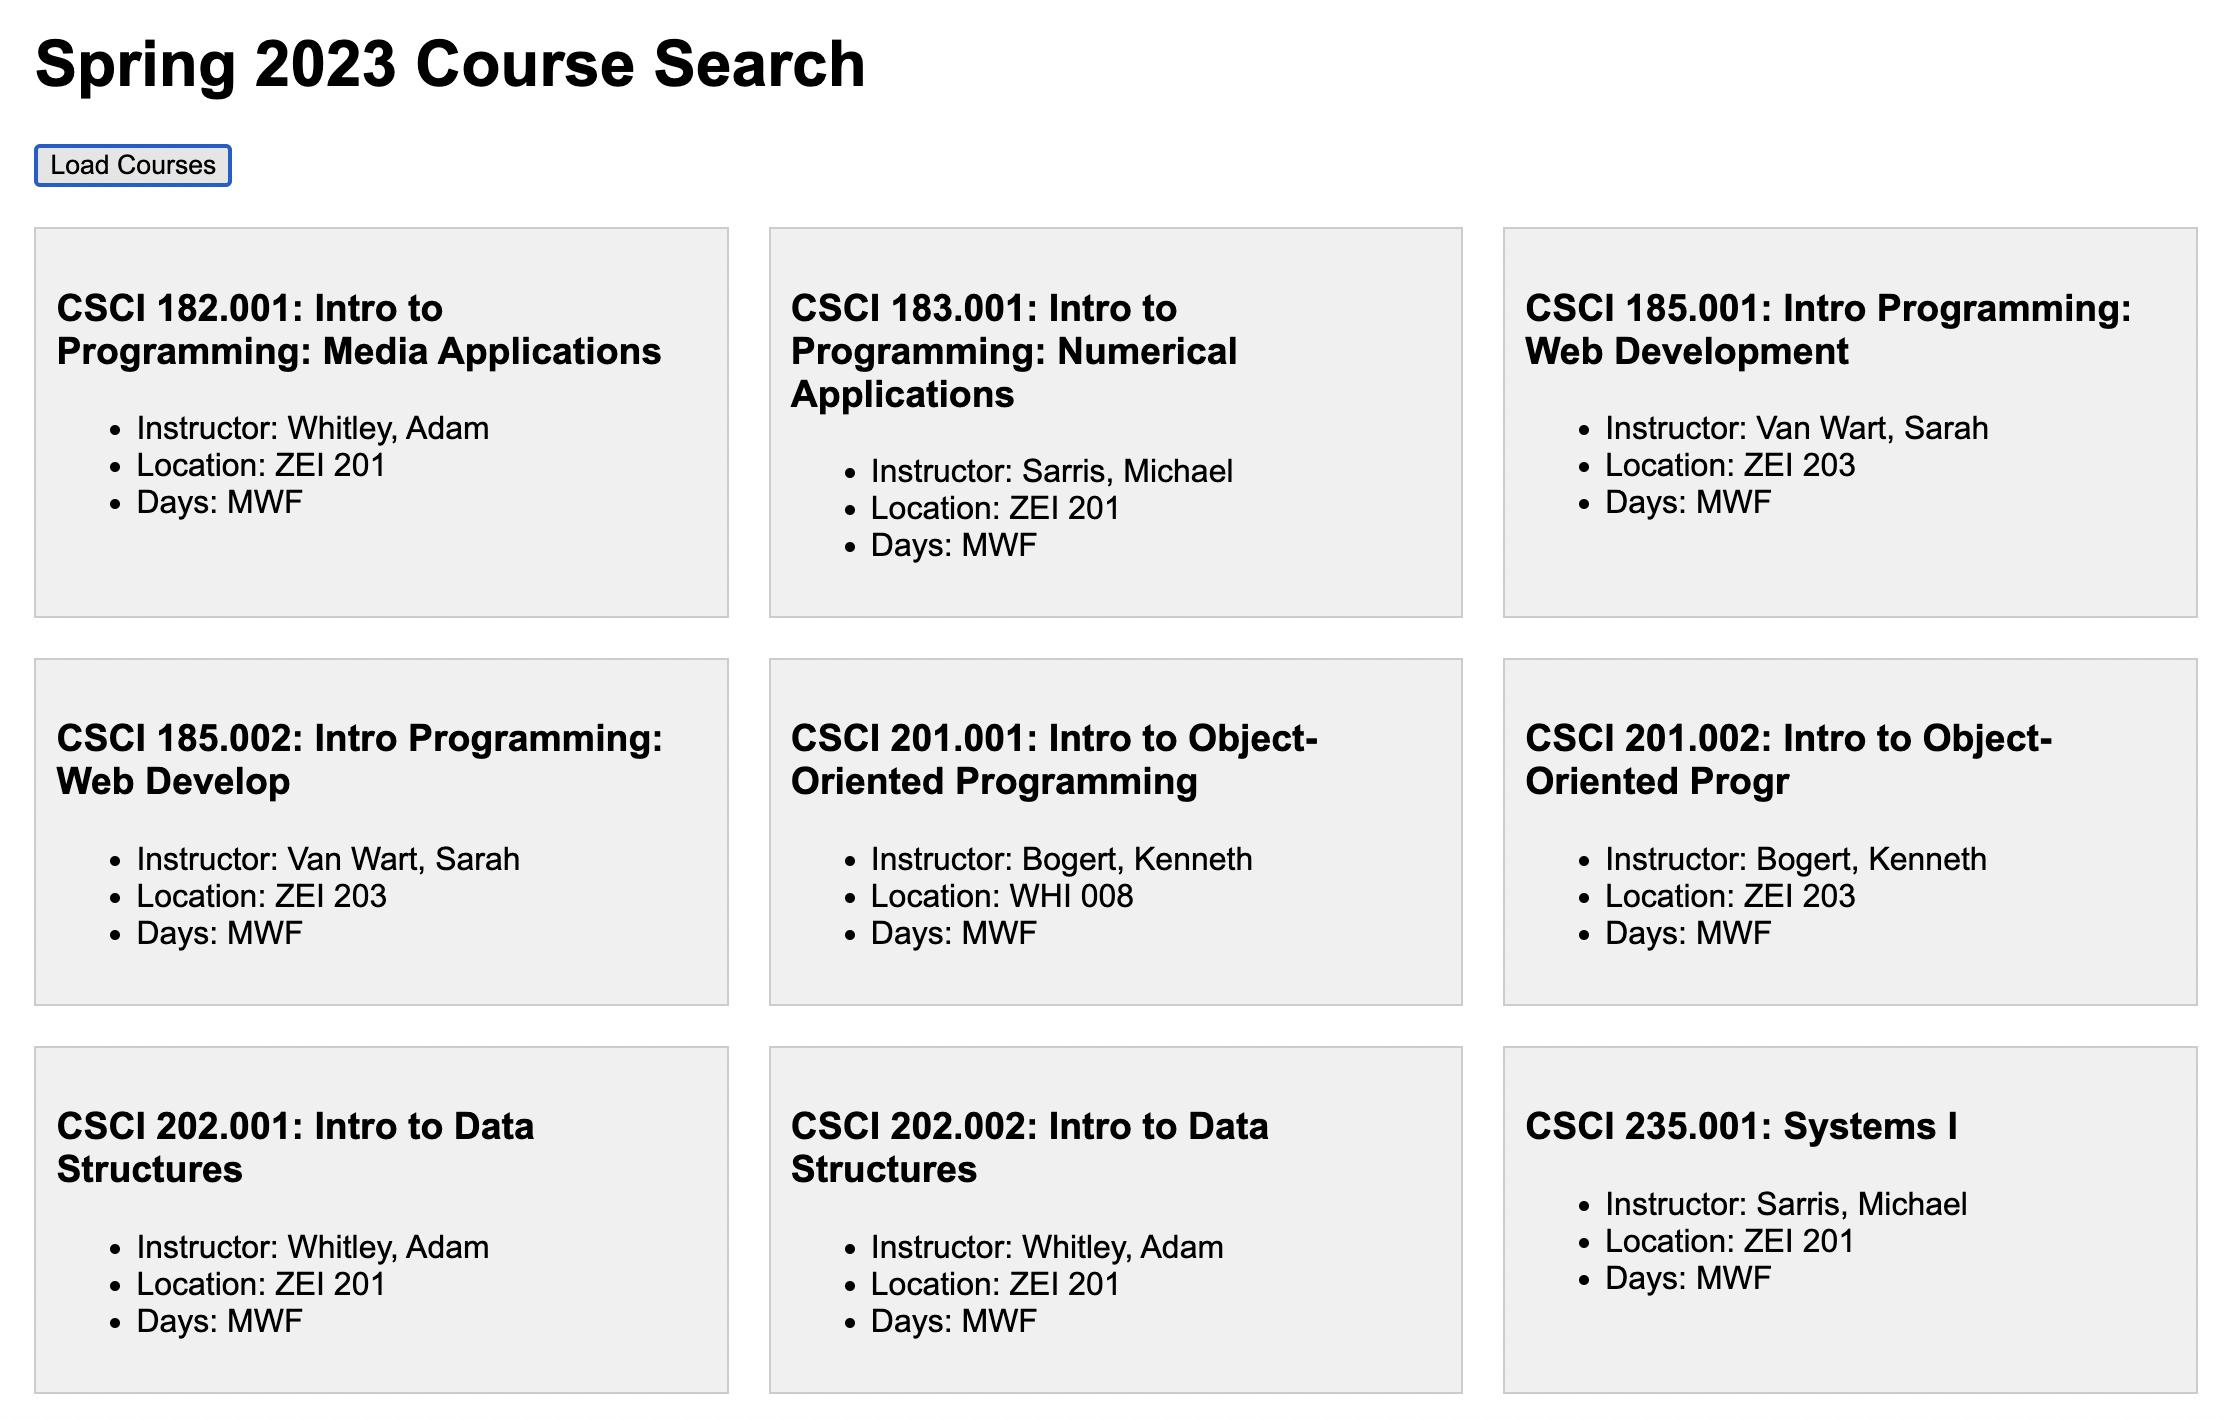 Spring 2023 Course Search
Load Courses
CSCI 182.001: Intro to
Programming: Media Applications
• Instructor: Whitley, Adam
• Location: ZEI 201
• Days: MWF
CSCI 183.001: Intro to
Programming: Numerical
Applications
• Instructor: Sarris, Michael
• Location: ZEI 201
• Days: MWF
CSCI 185.001: Intro Programming:
Web Development
• Instructor: Van Wart, Sarah
• Location: ZEI 203
• Days: MWF
CSCI 185.002: Intro Programming:
Web Develop
• Instructor: Van Wart, Sarah
• Location: ZEI 203
• Days: MWF
CSCI 201.001: Intro to Object-
Oriented Programming
• Instructor: Bogert, Kenneth
• Location: WHI 008
• Days: MWF
CSCI 201.002: Intro to Object-
Oriented Progr
• Instructor: Bogert, Kenneth
• Location: ZEI 203
• Days: MWF
CSCI 202.001: Intro to Data
Structures
• Instructor: Whitley, Adam
• Location: ZEI 201
• Days: MWF
CSCI 202.002: Intro to Data
Structures
• Instructor: Whitley, Adam
• Location: ZEI 201
• Days: MWF
CSCI 235.001: Systems I
• Instructor: Sarris, Michael
• Location: ZEI 201
• Days: MWF